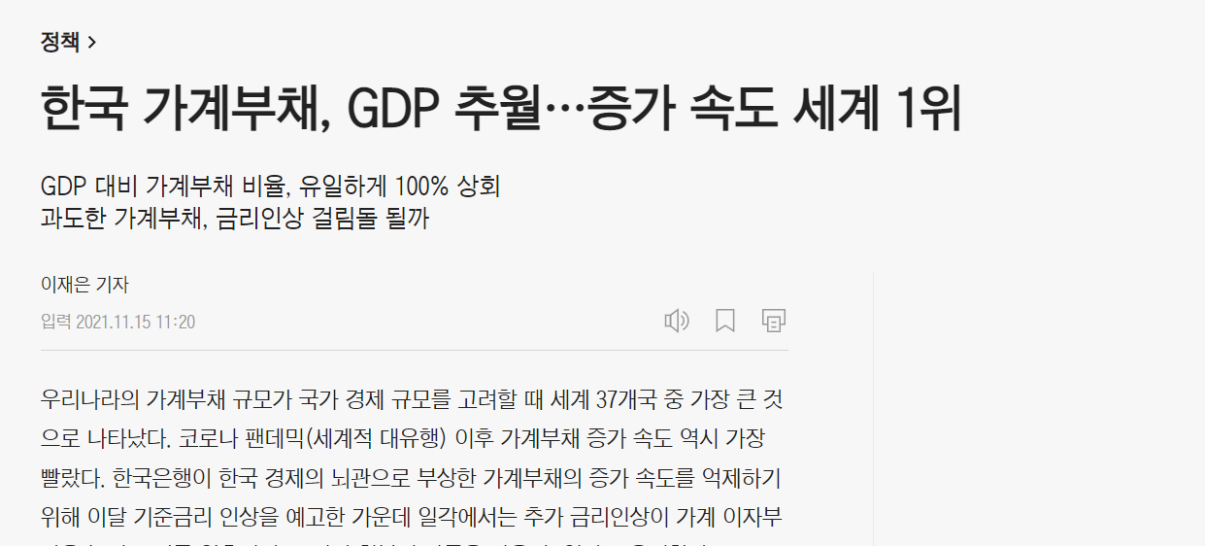 정책 >
한국 가계부채, GDP 추월…증가 속도 세계 1위
GDP 대비 가계부채 비율, 유일하게 100% 상회
과도한 가계부채, 금리인상 걸림돌 될까
이재은 기자
입력 2021.11.15 11:20
우리나라의 가계부채 규모가 국가 경제 규모를 고려할 때 세계 37개국 중 가장 큰 것
으로 나타났다. 코로나 팬데믹(세계적 대유행) 이후 가계부채 증가 속도 역시 가장
빨랐다. 한국은행이 한국 경제의 뇌관으로 부상한 가계부채의 증가 속도를 억제하기
위해 이달 기준금리 인상을 예고한 가운데 일각에서는 추가 금리인상이 가계 이자부